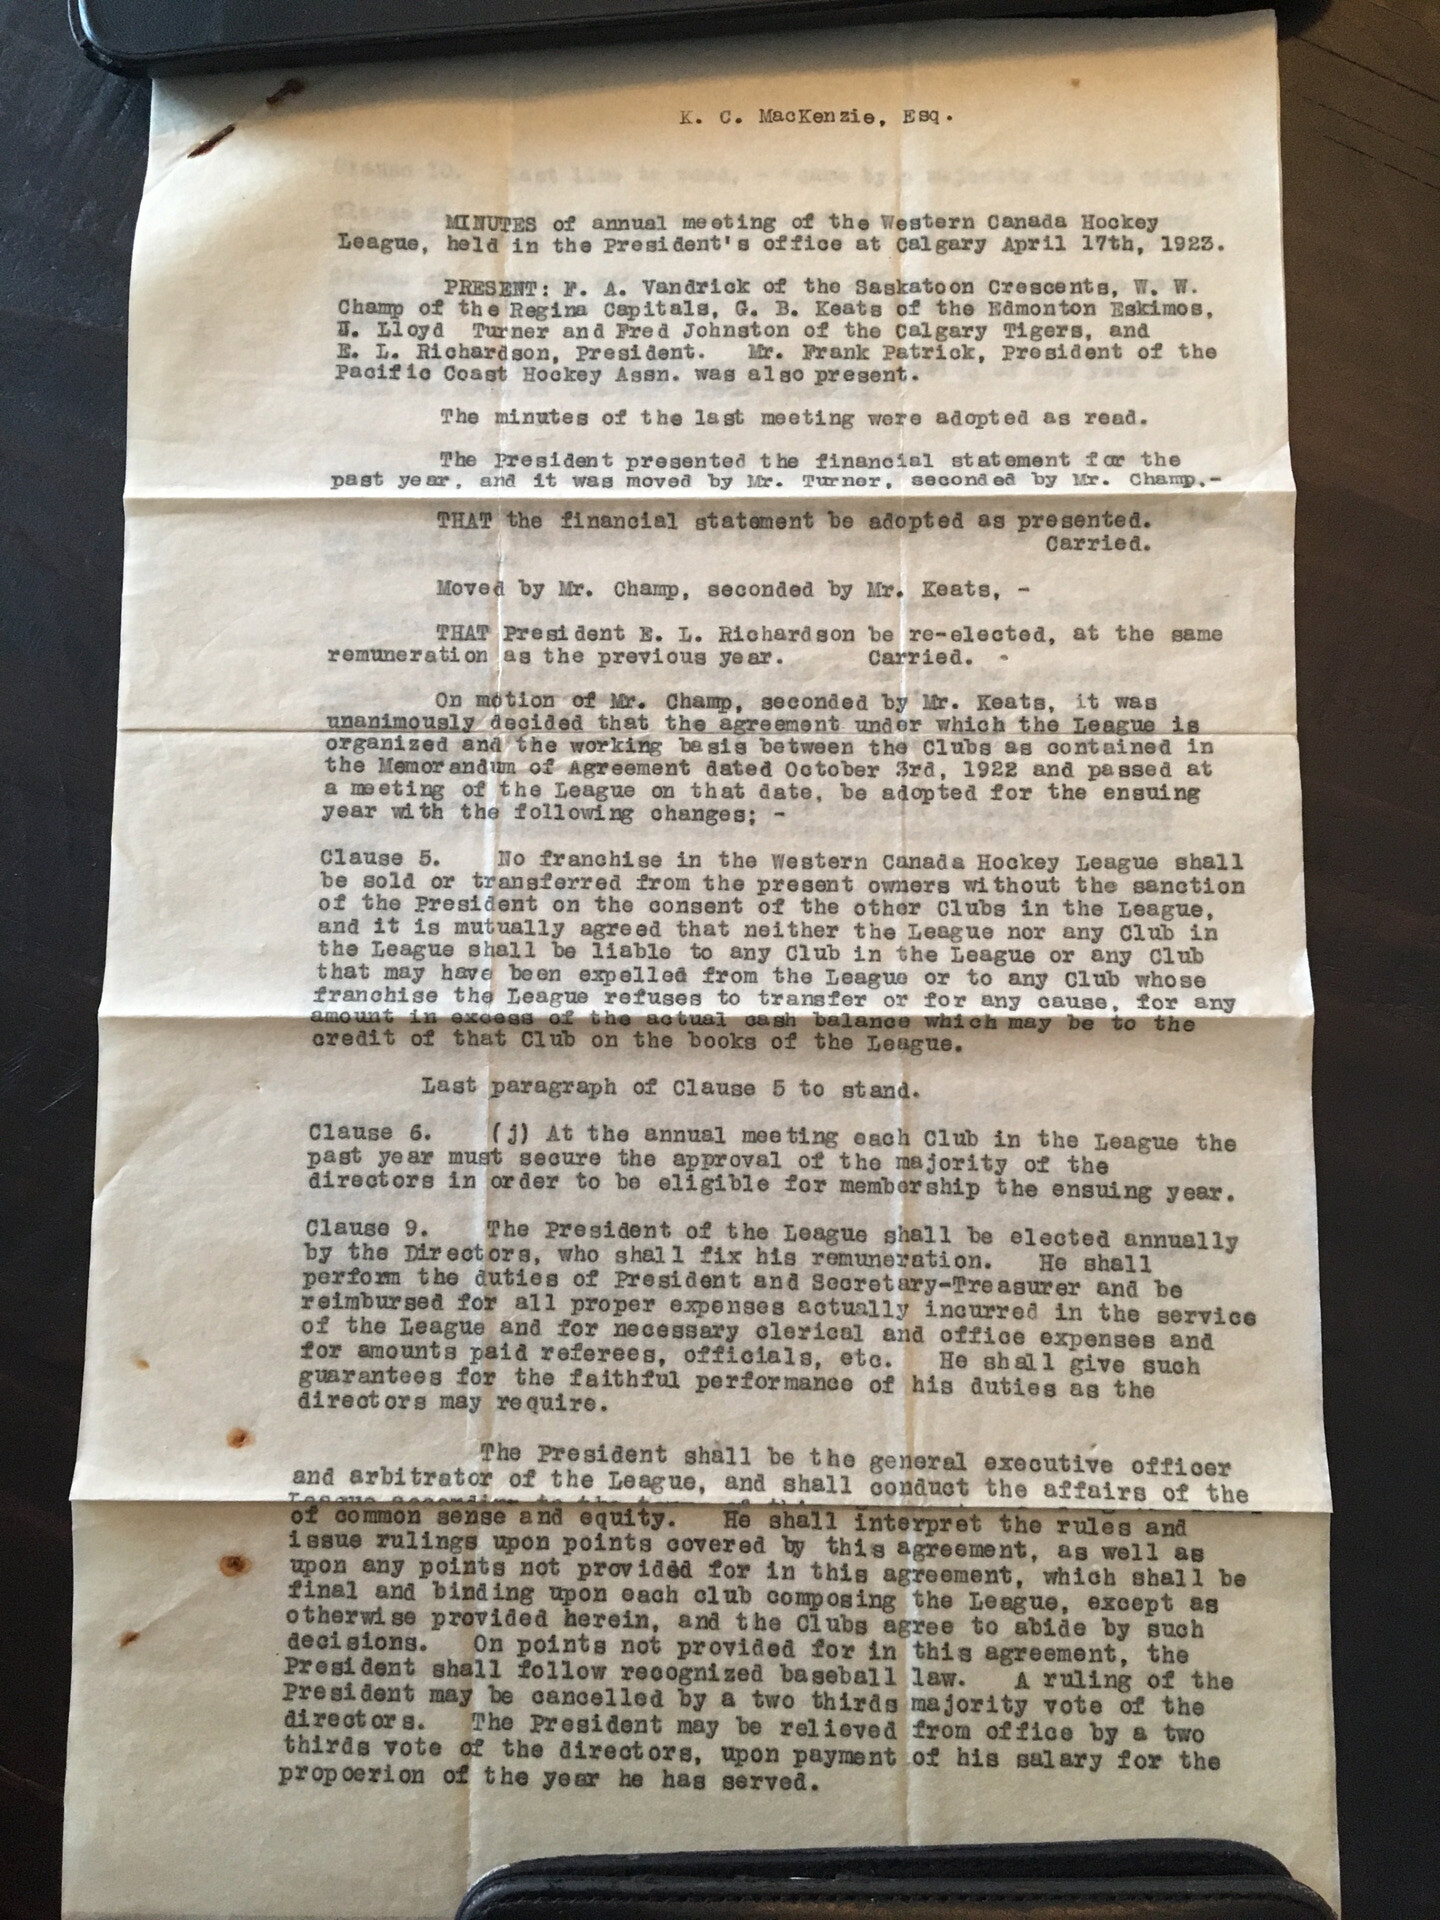 K. C. MacKenzie, Esq.
MINUTES of annual meeting of the Western Canada Hockey
League, held in the President's office at Calgary April 17th, 1923.
PRESENT: F. A. Vandrick of the Saskatoon Crescents, W. W.
Champ of the Regina Capitals, G. B. Keats of the Edmonton Eskimos,
Lloyd Turner and Fred Johnston of the Calgary Tigers, and
E. L. Richardson, President. Mr. Frank Patrick, President of the
Pacific Coast Hockey Assn. was also present.
The minutes of the last meeting were adopted as read.
The President presented the financial statement for the
past year, and it was moved by Mr. Turner, seconded by Mr. Champ,-
THAT the financial statement be adopted as presented.
Carried.
Moved by Mr. Champ, seconded by Mr. Keats, -
THAT President E. L. Richardson be re-elected, at the same
remuneration as the previous year. Carried. -
On motion of Mr. Champ, seconded by Mr. Keats, it was
unanimously decided that the agreement under which the League is
organized and the working basis between the Clubs as contained in
the Memorandum of Agreement dated October 3rd, 1922 and passed at
a meeting of the League on that date, be adopted for the ensuing
year with the following changes; -
Clause 5. No franchise in the Western Canada Hockey League shall
be sold or transferred from the present owners without the sanction
of the President on the consent of the other Clubs in the League,
and it is mutually agreed that neither the League nor any Club in
the League shall be liable to any Club in the League or any Club
that may have been expelled from the League or to any Club whose
franchise the League refuses to transfer or for any cause, for any
amount in excess of the actual cash balance which may be to the
credit of that Club on the books of the League.
Last paragraph of Clause 5 to stand.
Clause 6. (j) At the annual meeting each Club in the League the
past year must secure the approval of the majority of the
directors in order to be eligible for membership the ensuing year.
Clause 9. The President of the League shall be elected annually
by the Directors, who shall fix his remuneration. He shall
perform the duties of President and Secretary-Treasurer and be
reimbursed for all proper expenses actually incurred in the service
of the League and for necessary clerical and office expenses and
for amounts paid referees, officials, etc. He shall give such
guarantees for the faithful performance of his duties as the
directors may require.
The President shall be the general executive officer
and arbitrator of the League, and shall conduct the affairs of the
League according to the
of common sense and equity. He shall interpret the rules and
issue rulings upon points covered by this agreement, as well as
upon any points not provided for in this agreement, which shall be
final and binding upon each club composing the League, except as
otherwise provided herein, and the Clubs agree to abide by such
decisions. On points not provided for in this agreement, the
President shall follow recognized baseball law. A ruling of the
President may be cancelled by a two thirds majority vote of the
directors. The President may be relieved from office by a two
thirds vote of the directors, upon payment of his salary for the
propoerion of the year he has served.